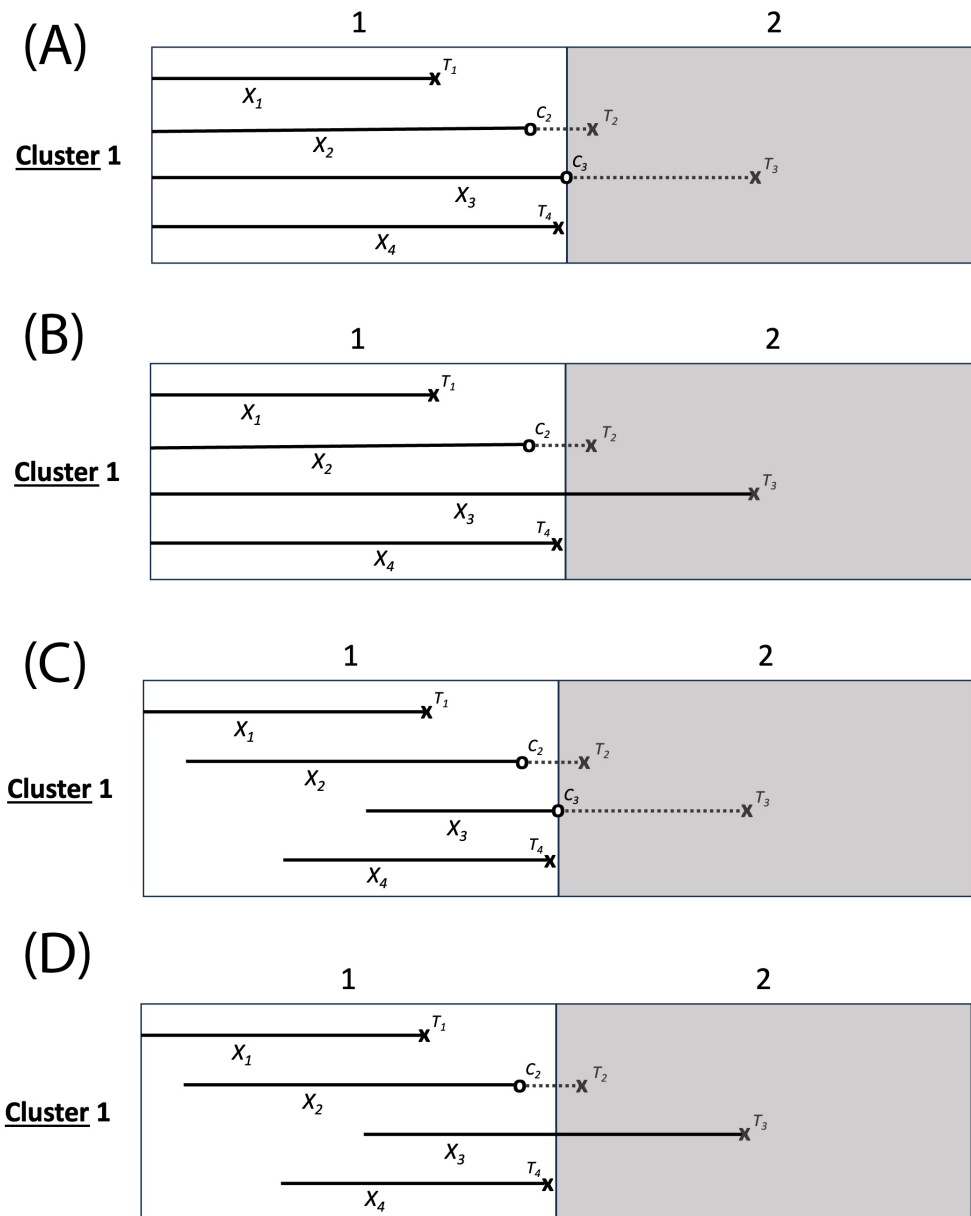 (A)
1 2
T1
X1
C2 T2
X2
Cluster 1
C3 T3
X3
T4
X4
(B)
1 2
T1
X1
C2 T2
X2
Cluster 1
T3
X3
T4
X4
(C)
1 2
T1
X1
C2 T2
X2
Cluster 1
C3 T3
X3
T4
X4
(D)
1 2
T1
X1
C2 T2
X2
Cluster 1
T3
X3
T4
X4